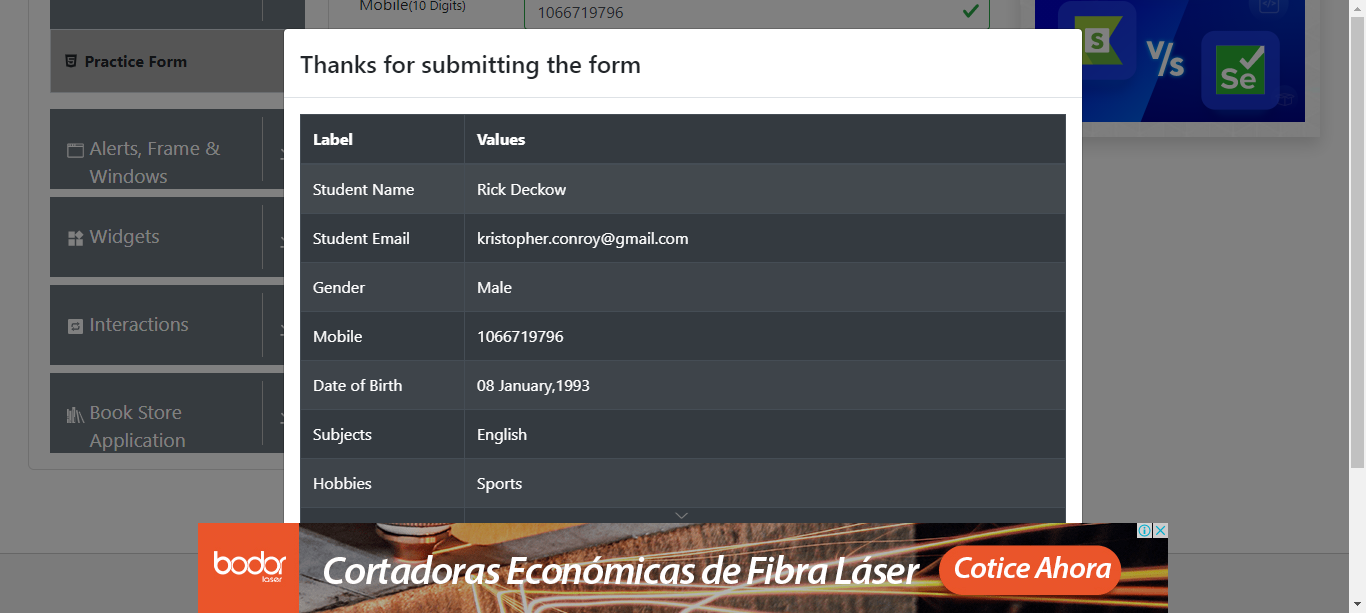 Mobile(10 Digits)
1066719796
Practice Form
Thanks for submitting the form
S
V/s
Se
Label Values
Alerts, Frame &
Windows
Student Name Rick Deckow
Widgets
Student Email kristopher.conroy@gmail.com
Gender Male
Interactions
Mobile 1066719796
Date of Birth 08 January,1993
Book Store
Application
Subjects English
Hobbies Sports
bodor
laser
Cortadoras Económicas de Fibra Láser
Cotice Ahora